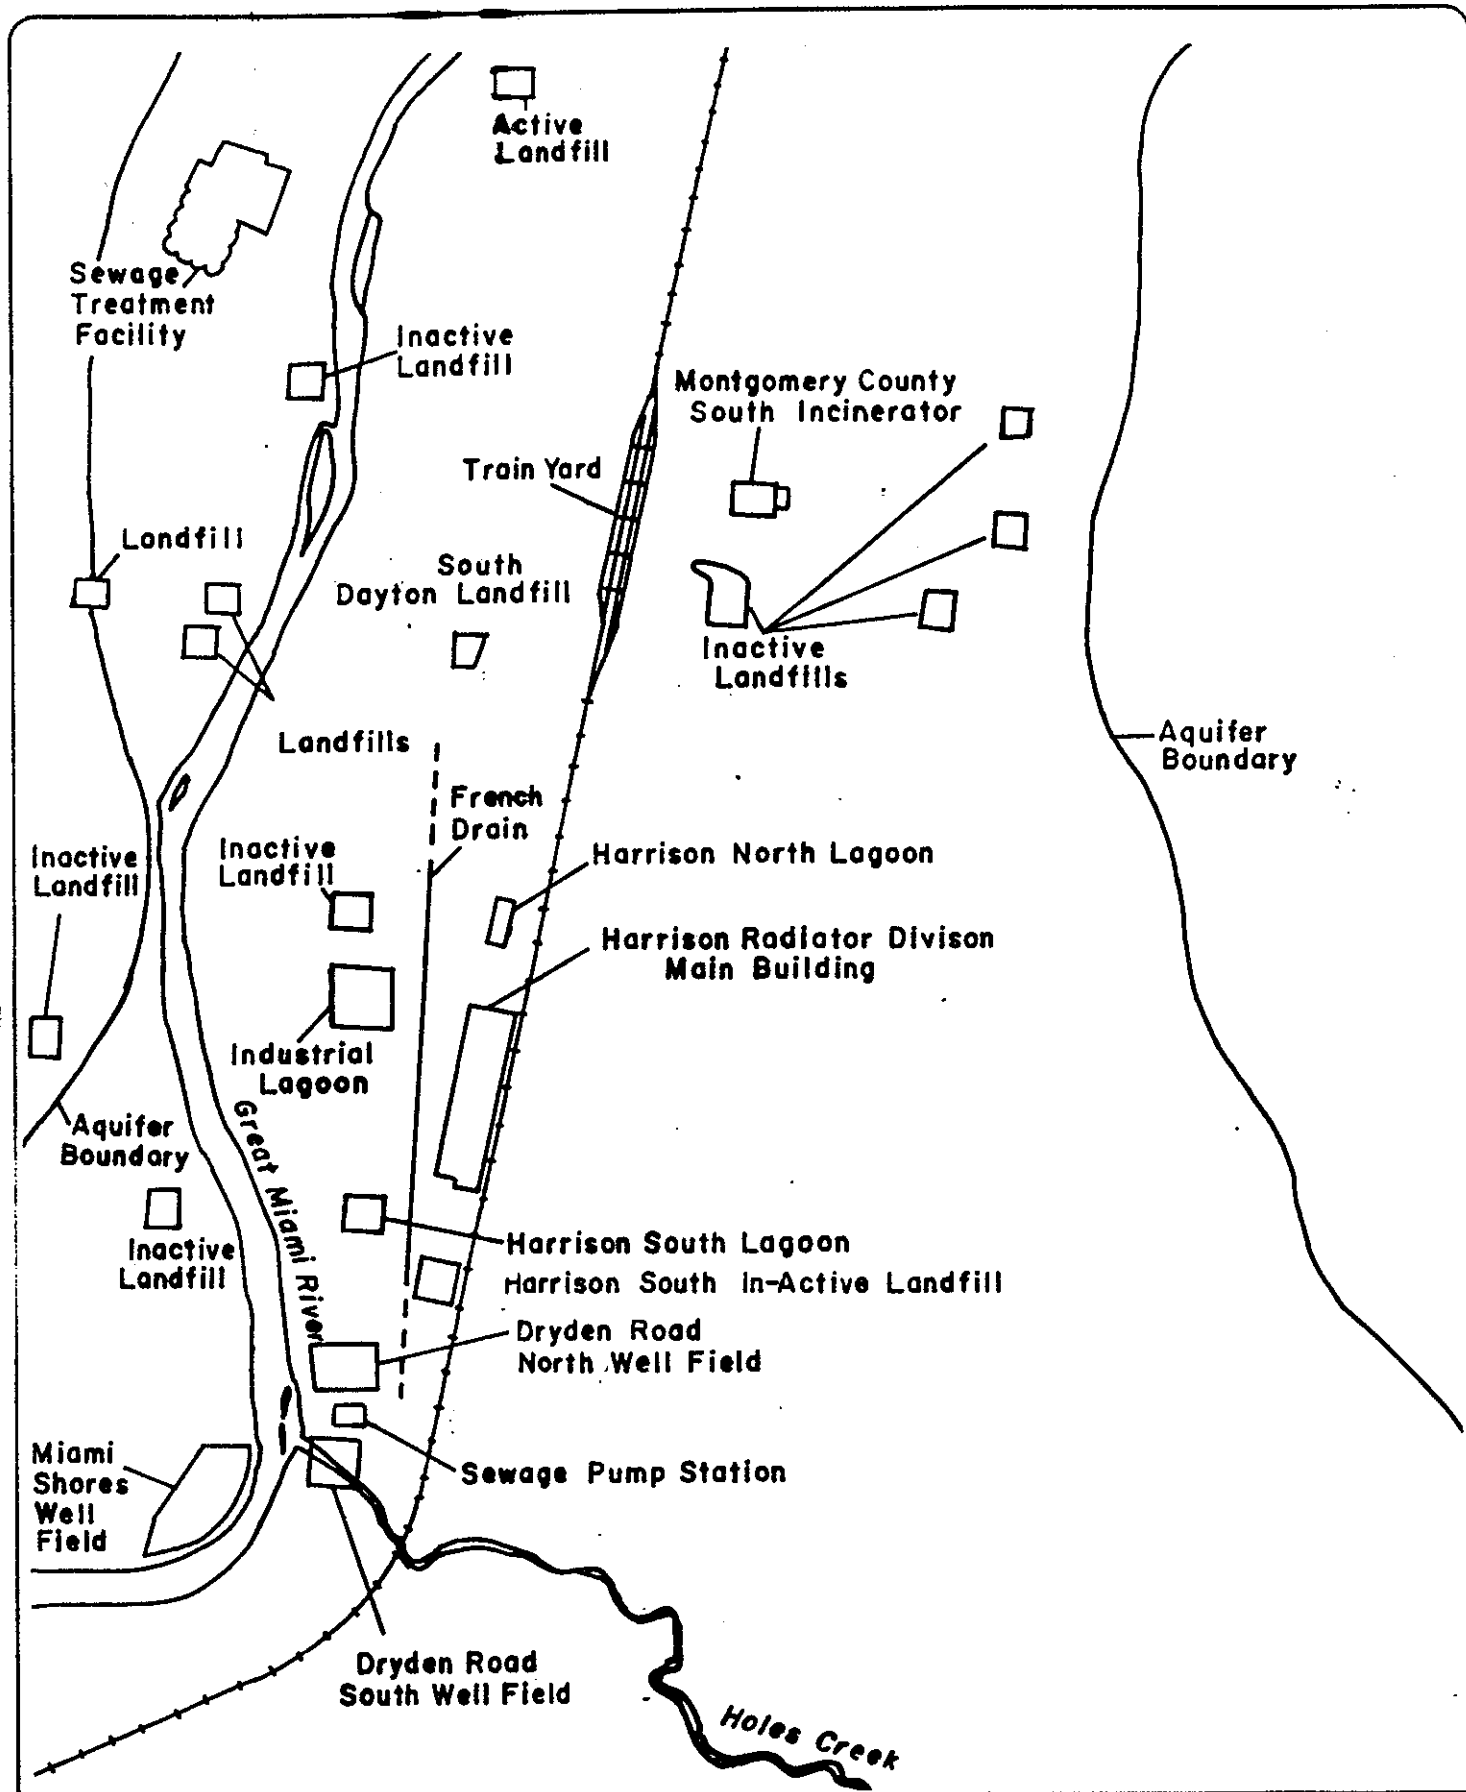 Active
Landfill
Sewage
Treatment
Facility
Inactive
Landfill
Montgomery County
South Incinerator
Train Yard
Landfill
South
Dayton Landfill
Inactive
Landfills
Landfills
Aquifer
Boundary
French
Drain
Inactive
Landfill
Inactive
Landfill
Harrison North Lagoon
Harrison Radiator Divison
Main Building
Industrial
Lagoon
Great Miami River
Aquifer
Boundary
Inactive
Landfill
Harrison South Lagoon
Harrison South In-Active Landfill
Dryden Road
North Well Field
Miami
Shores
Well
Field
Sewage Pump Station
Dryden Road
South Well Field
Holes Creek